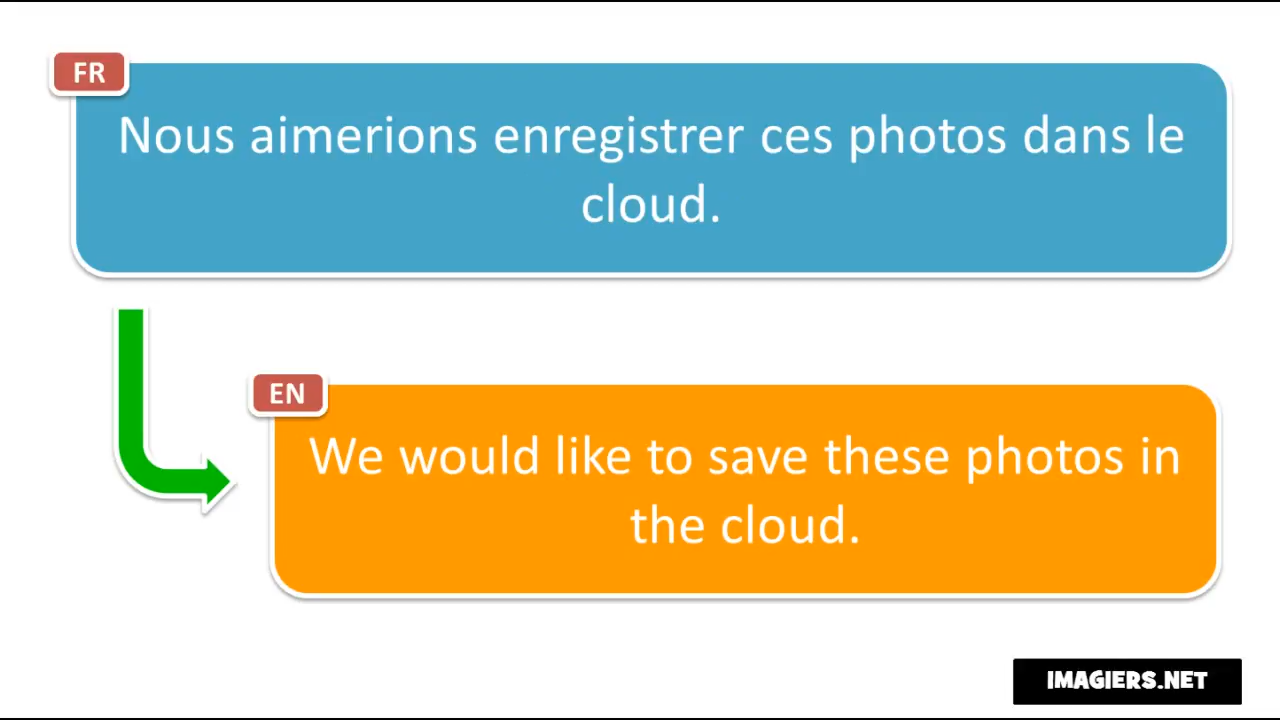 FR
Nous aimerions enregistrer ces photos dans le
cloud.
EN
We would like to save these photos in
the cloud.
IMAGIERS.NET